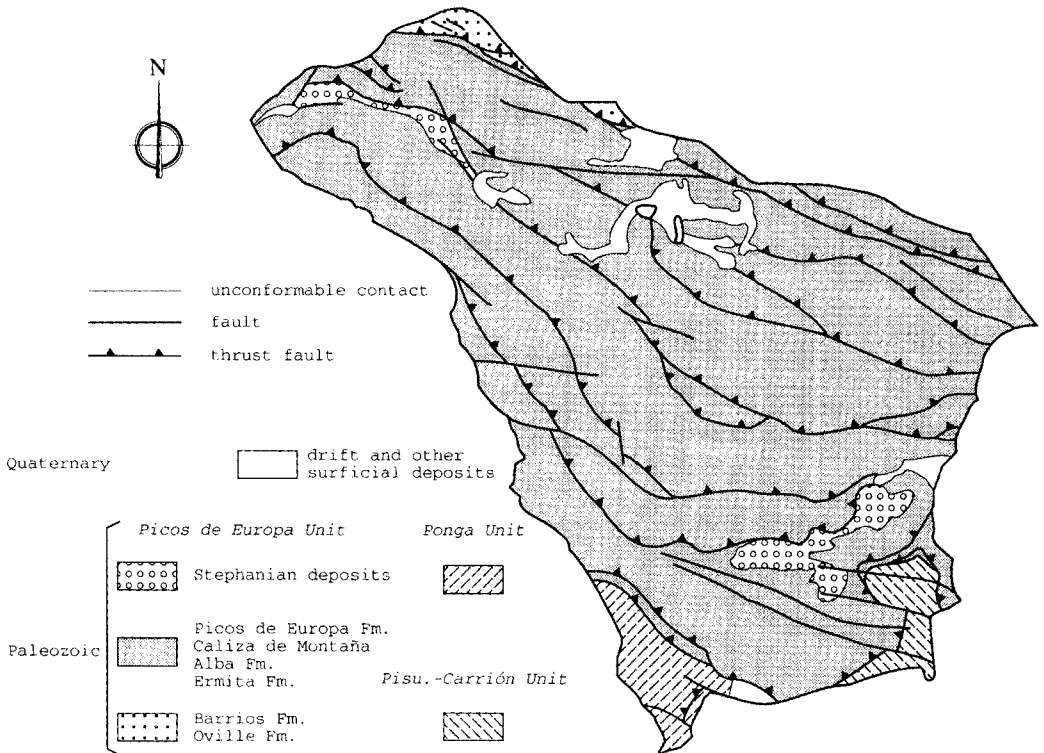 N
unconformable contact
fault
thrust fault
Quaternary
drift and other
surficial deposits
Picos de Europa Unit
Ponga Unit
Stephanian deposits
Paleozoic
Picos de Europa Fm.
Caliza de Montaña
Alba Fm.
Ermita Fm.
Pisu.-Carrión Unit
Barrios Fm.
Oville Fm.